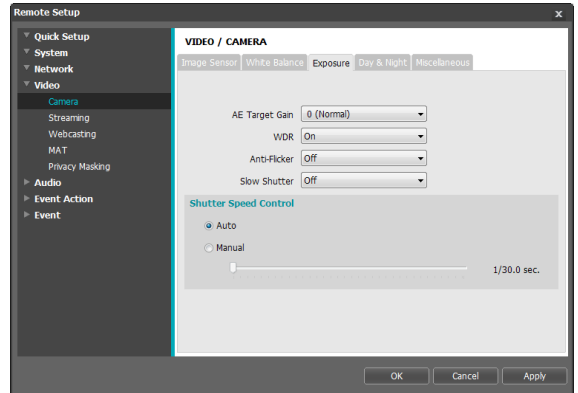 Remote Setup
x
Quick Setup
System
Network
Video
Camera
Streaming
Webcasting
MAT
Privacy Masking
Audio
Event Action
Event
VIDEO / CAMERA
Image Sensor White Balance Exposure Day & Night Miscellaneous
AE Target Gain 0 (Normal)
WDR On
Anti-Flicker Off
Slow Shutter Off
Shutter Speed Control
Auto
Manual
1/30.0 sec.
OK Cancel Apply